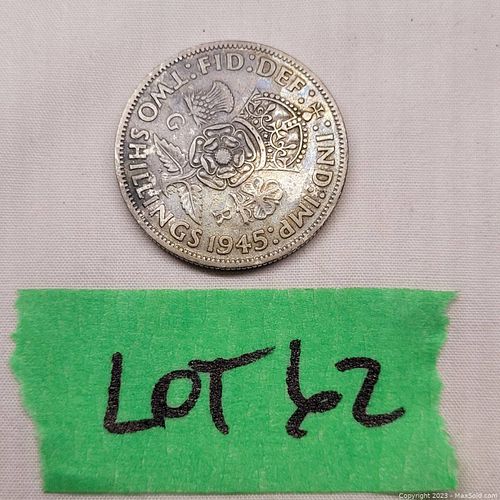 FID:DEF: IND:IMP: 1945: TWO SHILLINGS
G R
LOT 62
Copyright 2023 - MaxSold.com